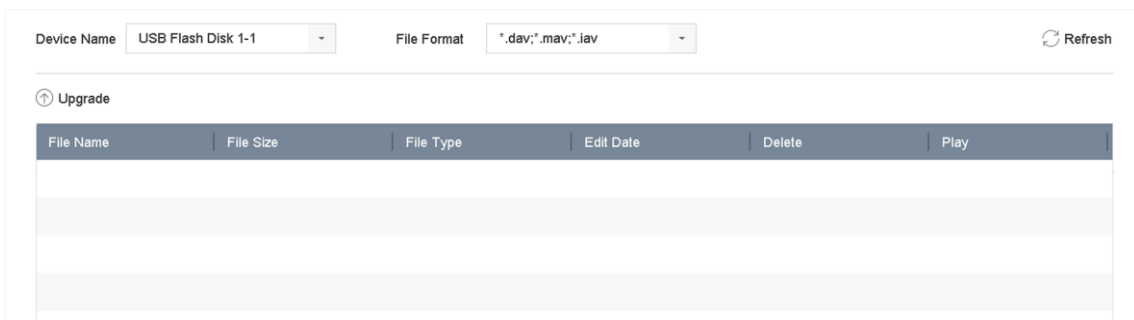 Device Name USB Flash Disk 1-1 File Format *.dav;*.mav;*.iav Refresh
Upgrade
File Name File Size File Type Edit Date Delete Play